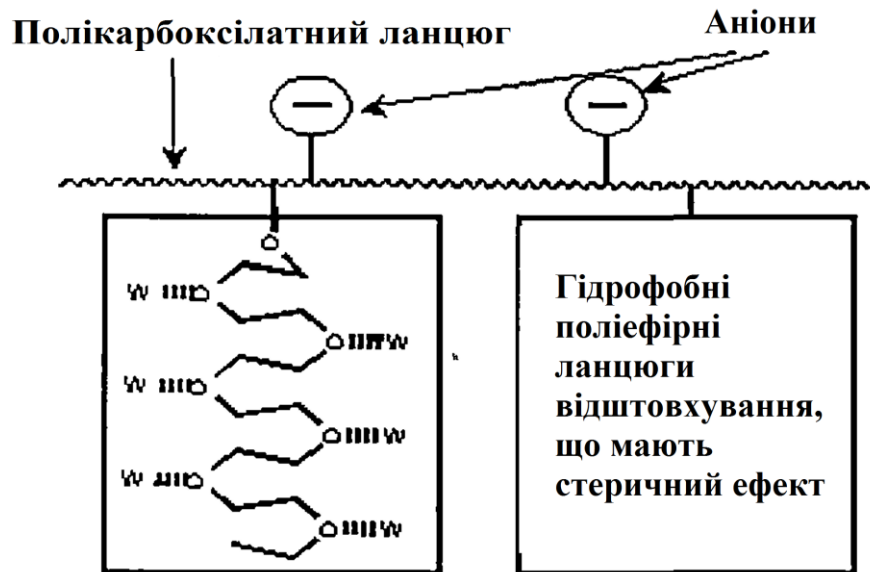 Полікарбоксілатний ланцюг
Аніони
O
W O
O W
W O
O W
W O
O W
Гідрофобні
поліефірні
ланцюги
відштовхування,
що мають
стеричний ефект